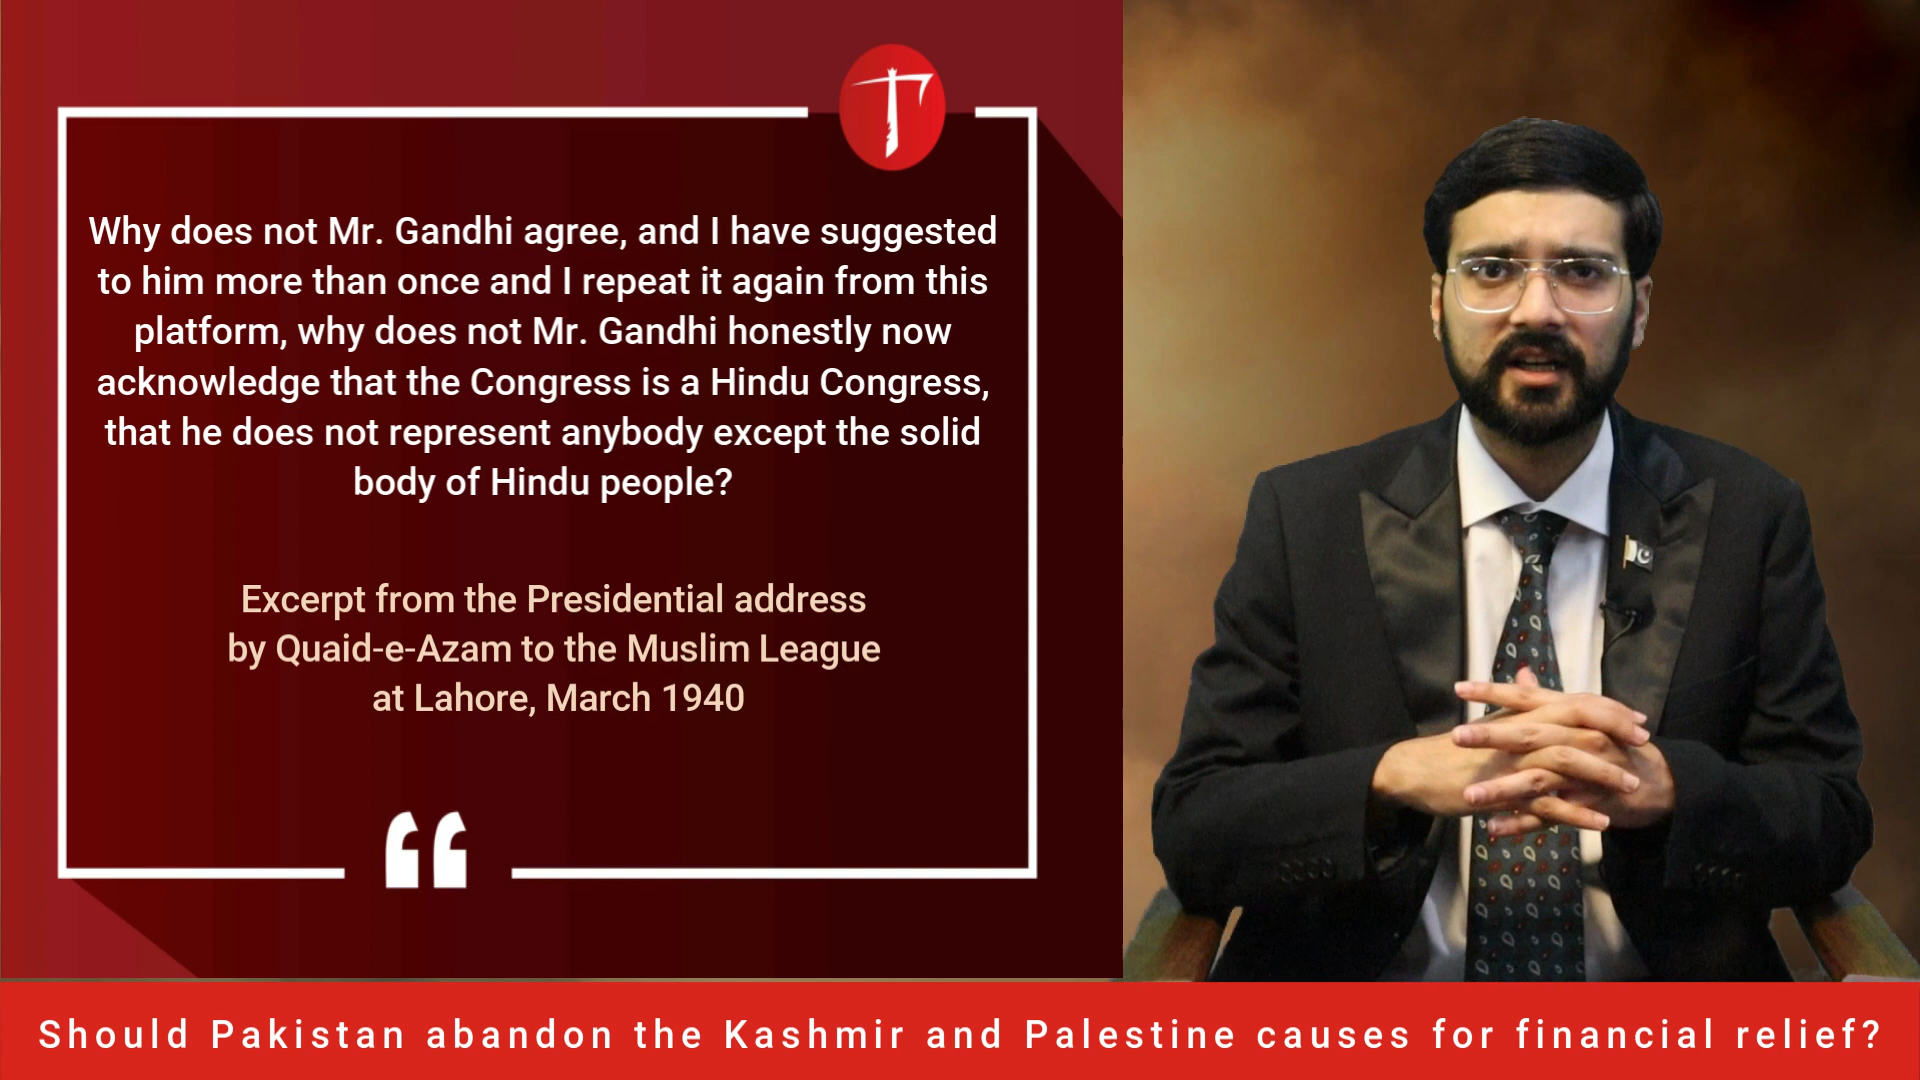 Why does not Mr. Gandhi agree, and I have suggested
to him more than once and I repeat it again from this
platform, why does not Mr. Gandhi honestly now
acknowledge that the Congress is a Hindu Congress,
that he does not represent anybody except the solid
body of Hindu people?
Excerpt from the Presidential address
by Quaid-e-Azam to the Muslim League
at Lahore, March 1940
Should Pakistan abandon the Kashmir and Palestine causes for financial relief?